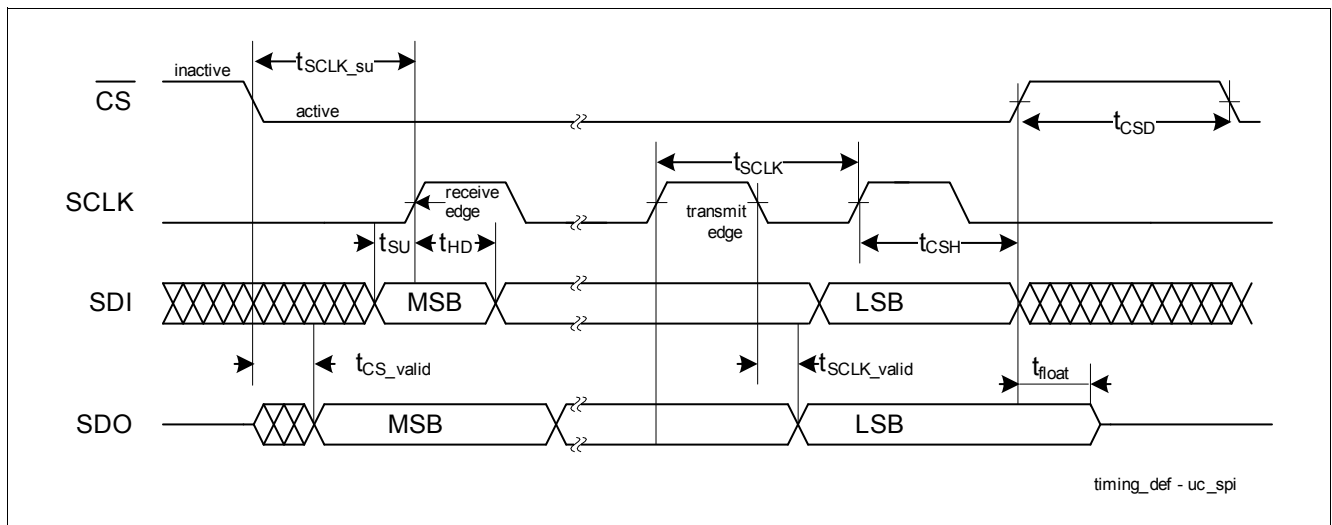 tSCLK_su
inactive
CS
active
tCSD
tSCLK
SCLK
receive
edge
transmit
edge
tSU
tHD
tCSH
SDI
MSB
LSB
tCS_valid
tSCLK_valid
tfloat
SDO
MSB
LSB
timing_def - uc_spi